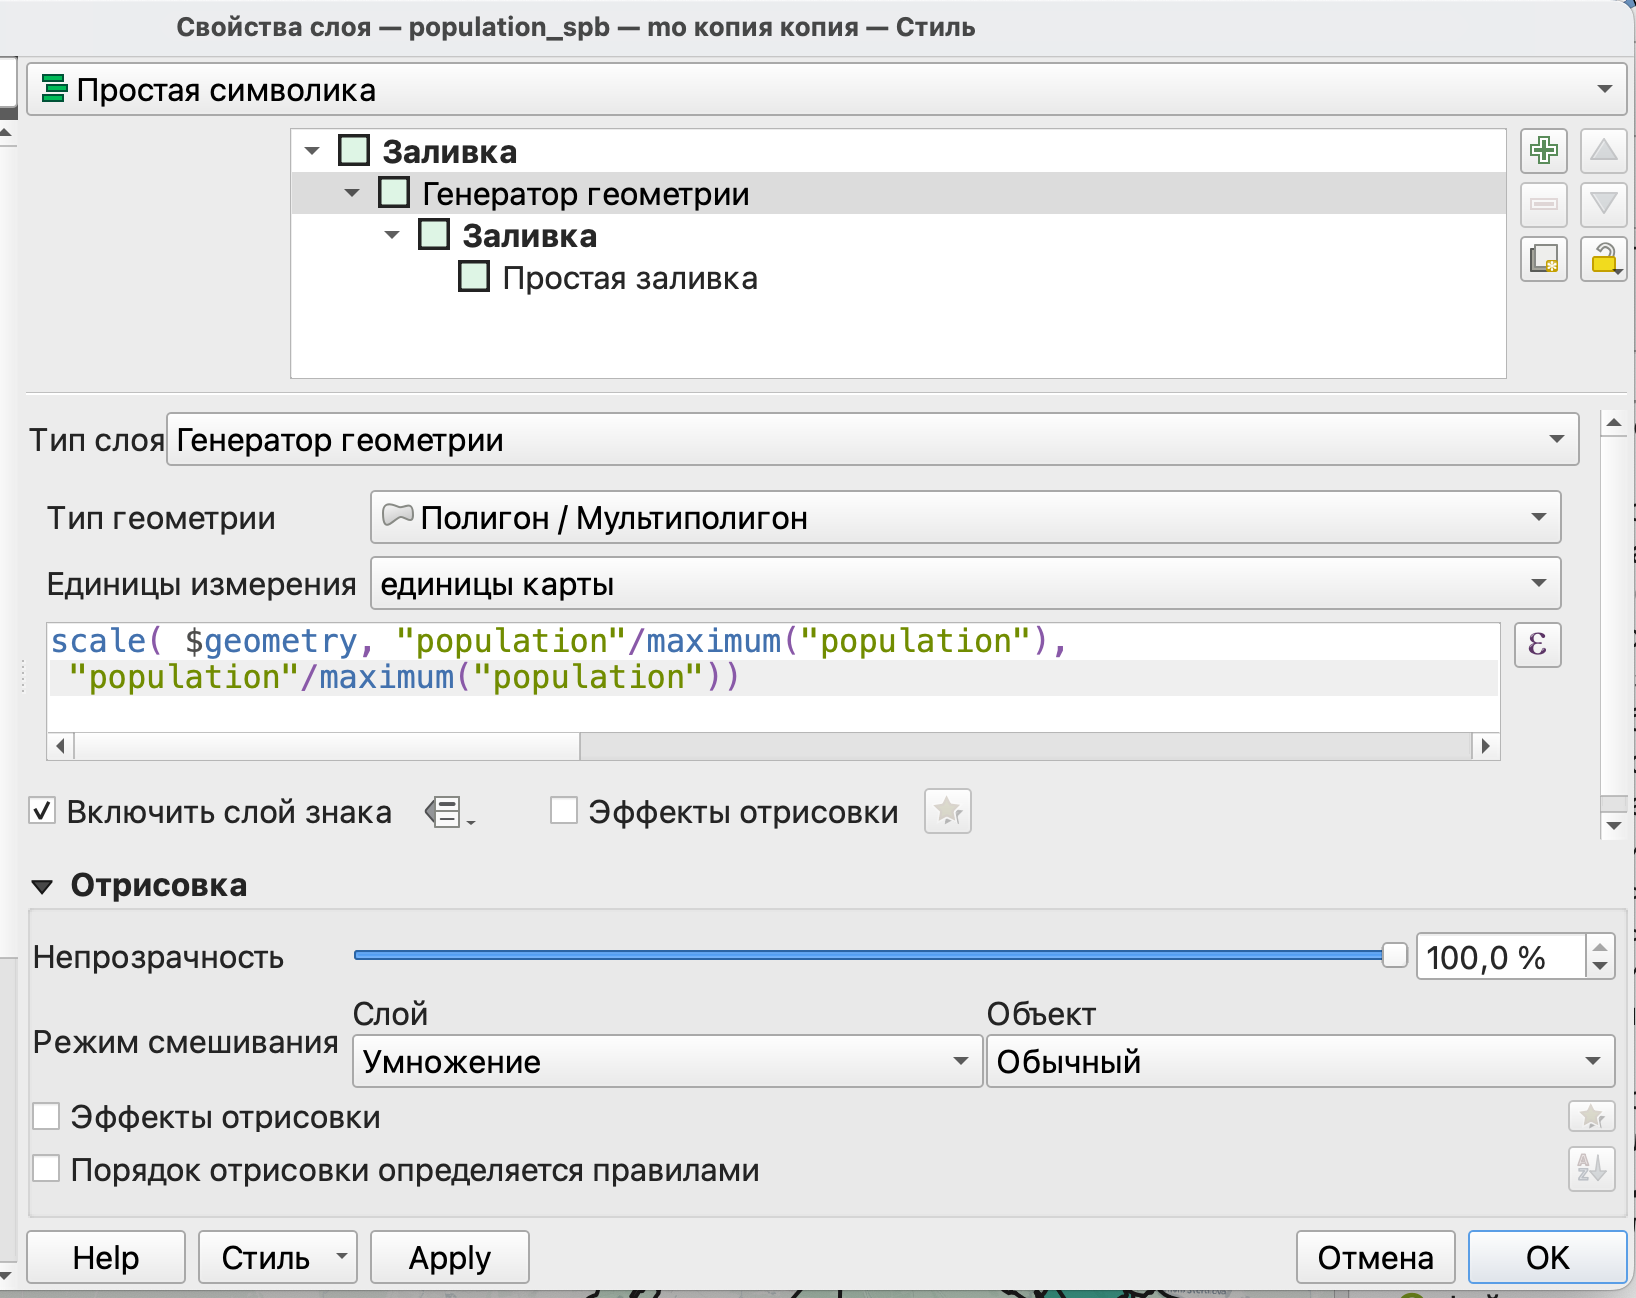 Свойства слоя — population_spb — mo копия копия — Стиль
Простая символика
Заливка
Генератор геометрии
Заливка
Простая заливка
Тип слоя Генератор геометрии
Тип геометрии Полигон / Мультиполигон
Единицы измерения единицы карты
scale( $geometry, "population"/maximum("population"),
"population"/maximum("population"))
ε
Включить слой знака Эффекты отрисовки
Отрисовка
Непрозрачность 100,0 %
Слой Объект
Режим смешивания Умножение Обычный
Эффекты отрисовки
Порядок отрисовки определяется правилами
Help Стиль Apply Отмена OK